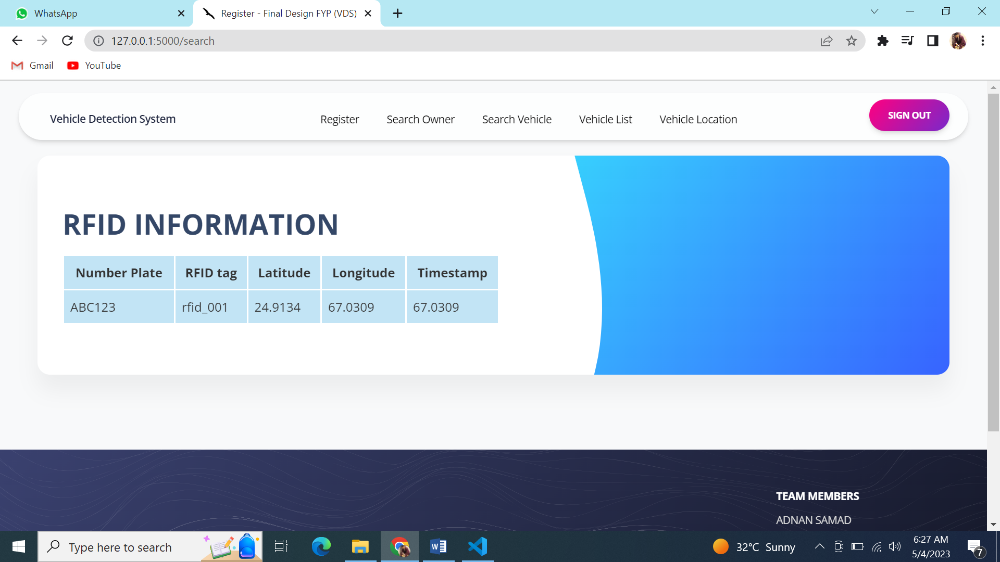 WhatsApp
Register - Final Design FYP (VDS)
127.0.0.1:5000/search
Gmail
YouTube
Vehicle Detection System
Register
Search Owner
Search Vehicle
Vehicle List
Vehicle Location
SIGN OUT
RFID INFORMATION
Number Plate RFID tag Latitude Longitude Timestamp
ABC123 rfid_001 24.9134 67.0309 67.0309
TEAM MEMBERS
ADNAN SAMAD
Type here to search
W
32°C Sunny
6:27 AM
5/4/2023
7